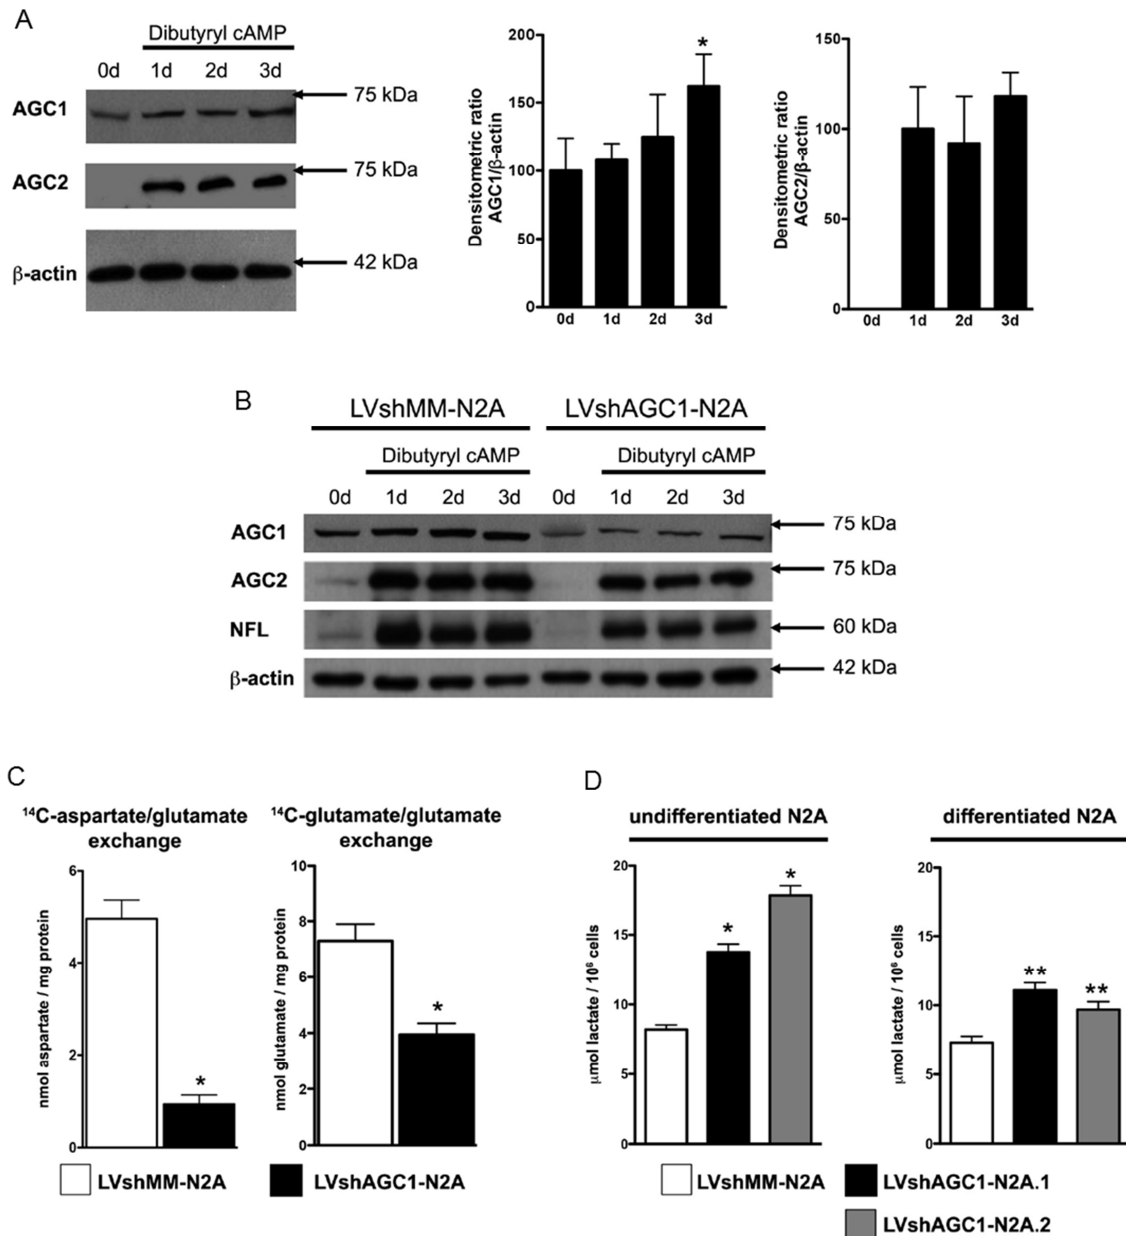 A
Dibutyryl cAMP
0d 1d 2d 3d
AGC1
75 kDa
AGC2
75 kDa
β-actin
42 kDa
Densitometric ratio
AGC1/β-actin
200
150
100
50
0
*
0d 1d 2d 3d
Densitometric ratio
AGC2/β-actin
150
100
50
0
0d 1d 2d 3d
B
LVshMM-N2A LVshAGC1-N2A
Dibutyryl cAMP Dibutyryl cAMP
0d 1d 2d 3d 0d 1d 2d 3d
AGC1
75 kDa
AGC2
75 kDa
NFL
60 kDa
β-actin
42 kDa
C
¹⁴C-aspartate/glutamate
exchange
nmol aspartate / mg protein
6
4
2
0
*
¹⁴C-glutamate/glutamate
exchange
nmol glutamate / mg protein
10
8
6
4
2
0
*
LVshMM-N2A
LVshAGC1-N2A
D
undifferentiated N2A
μmol lactate / 10⁶ cells
20
15
10
5
0
*
*
differentiated N2A
μmol lactate / 10⁶ cells
20
15
10
5
0
**
**
LVshMM-N2A
LVshAGC1-N2A.1
LVshAGC1-N2A.2